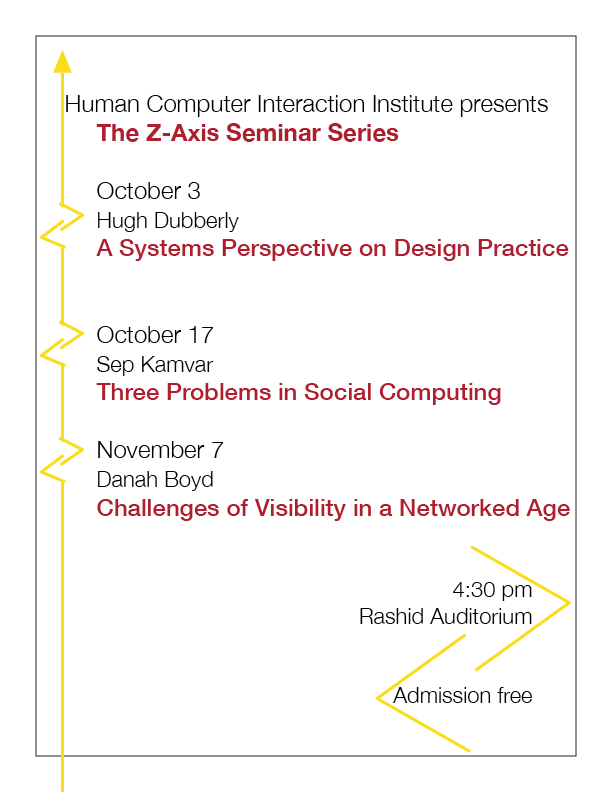 Human Computer Interaction Institute presents
The Z-Axis Seminar Series
October 3
Hugh Dubberly
A Systems Perspective on Design Practice
October 17
Sep Kamvar
Three Problems in Social Computing
November 7
Danah Boyd
Challenges of Visibility in a Networked Age
4:30 pm
Rashid Auditorium
Admission free